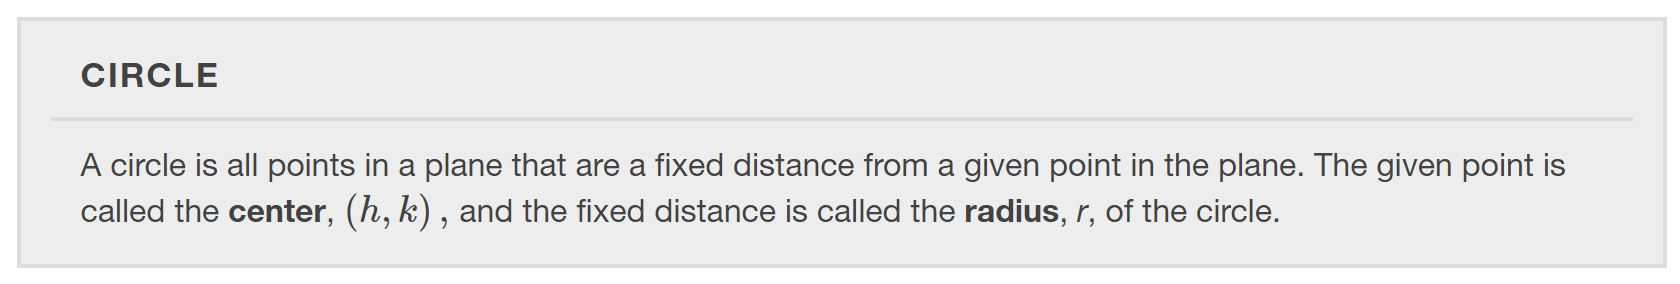 CIRCLE
A circle is all points in a plane that are a fixed distance from a given point in the plane. The given point is
called the center, (h, k) , and the fixed distance is called the radius, r, of the circle.